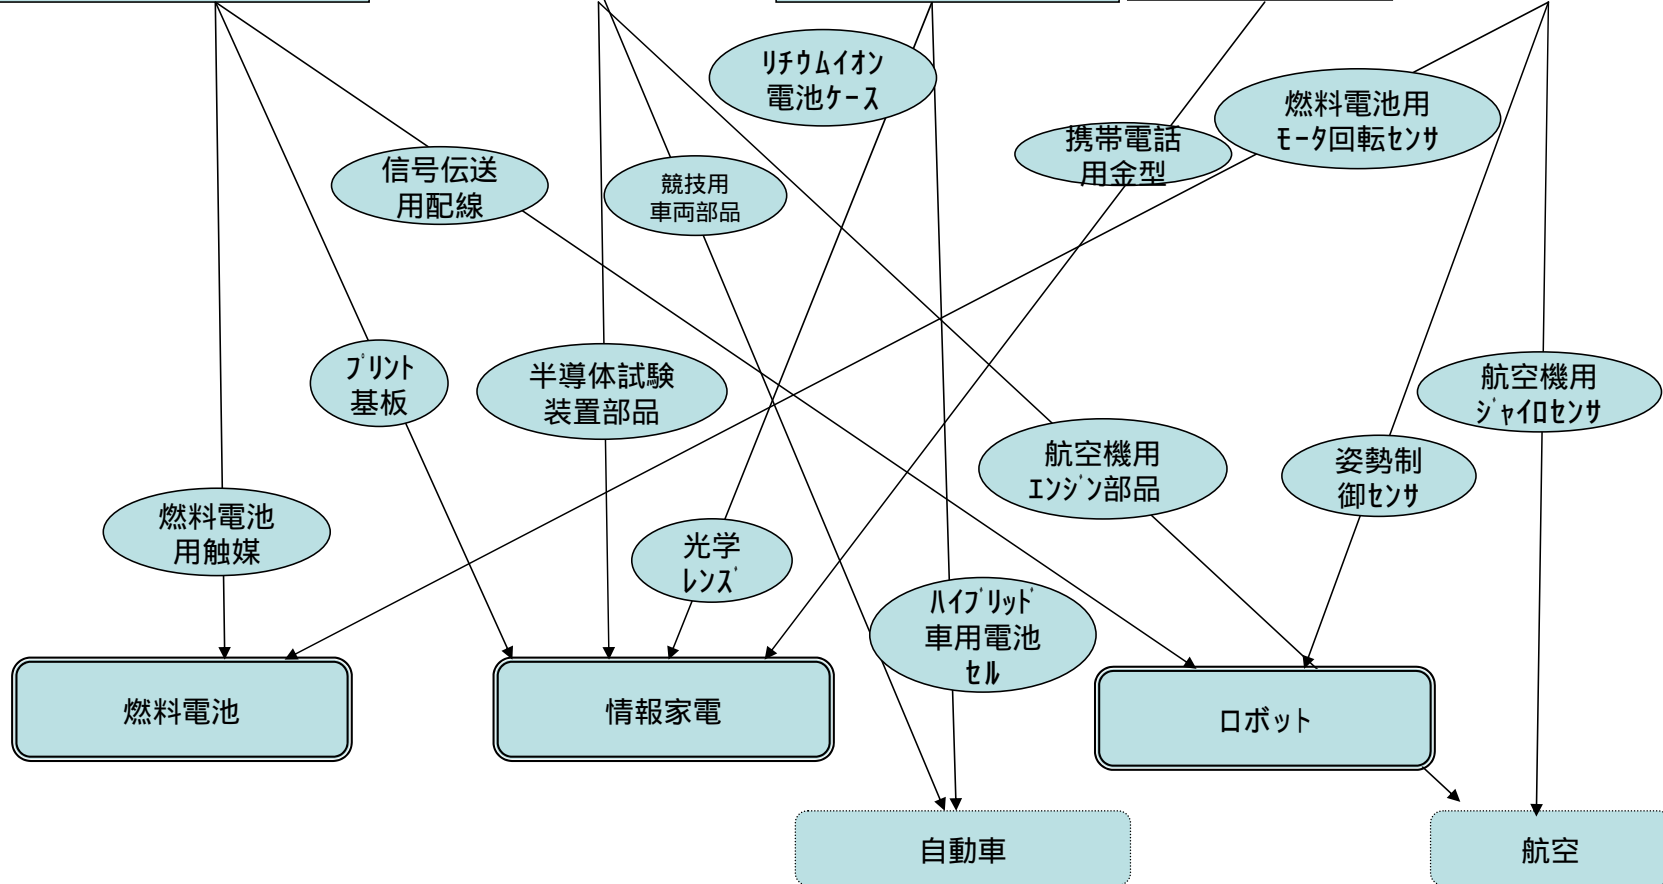 ﾘﾁｳﾑｲｵﾝ
電池ｹｰｽ
燃料電池用
ﾓｰﾀ回転ｾﾝｻ
携帯電話
用金型
信号伝送
用配線
競技用
車両部品
ﾌﾟﾘﾝﾄ
基板
半導体試験
装置部品
航空機用
ｼﾞｬｲﾛｾﾝｻ
航空機用
ｴﾝｼﾞﾝ部品
姿勢制
御ｾﾝｻ
燃料電池
用触媒
光学
ﾚﾝｽﾞ
ﾊｲﾌﾞﾘｯﾄﾞ
車用電池
ｾﾙ
燃料電池
情報家電
ロボット
自動車
航空